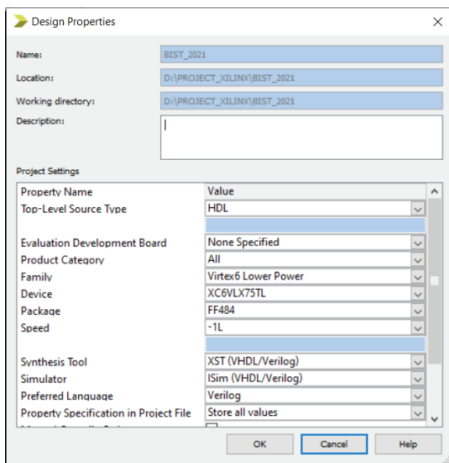 Design Properties
Name: BIST_2021
Location: D:\PROJECT_XILINX\BIST_2021
Working directory: D:\PROJECT_XILINX\BIST_2021
Description:
Project Settings
Property Name Value
Top-Level Source Type HDL
Evaluation Development Board None Specified
Product Category All
Family Virtex6 Lower Power
Device XC6VLX75TL
Package FF484
Speed -1L
Synthesis Tool XST (VHDL/Verilog)
Simulator ISim (VHDL/Verilog)
Preferred Language Verilog
Property Specification in Project File Store all values
OK Cancel Help